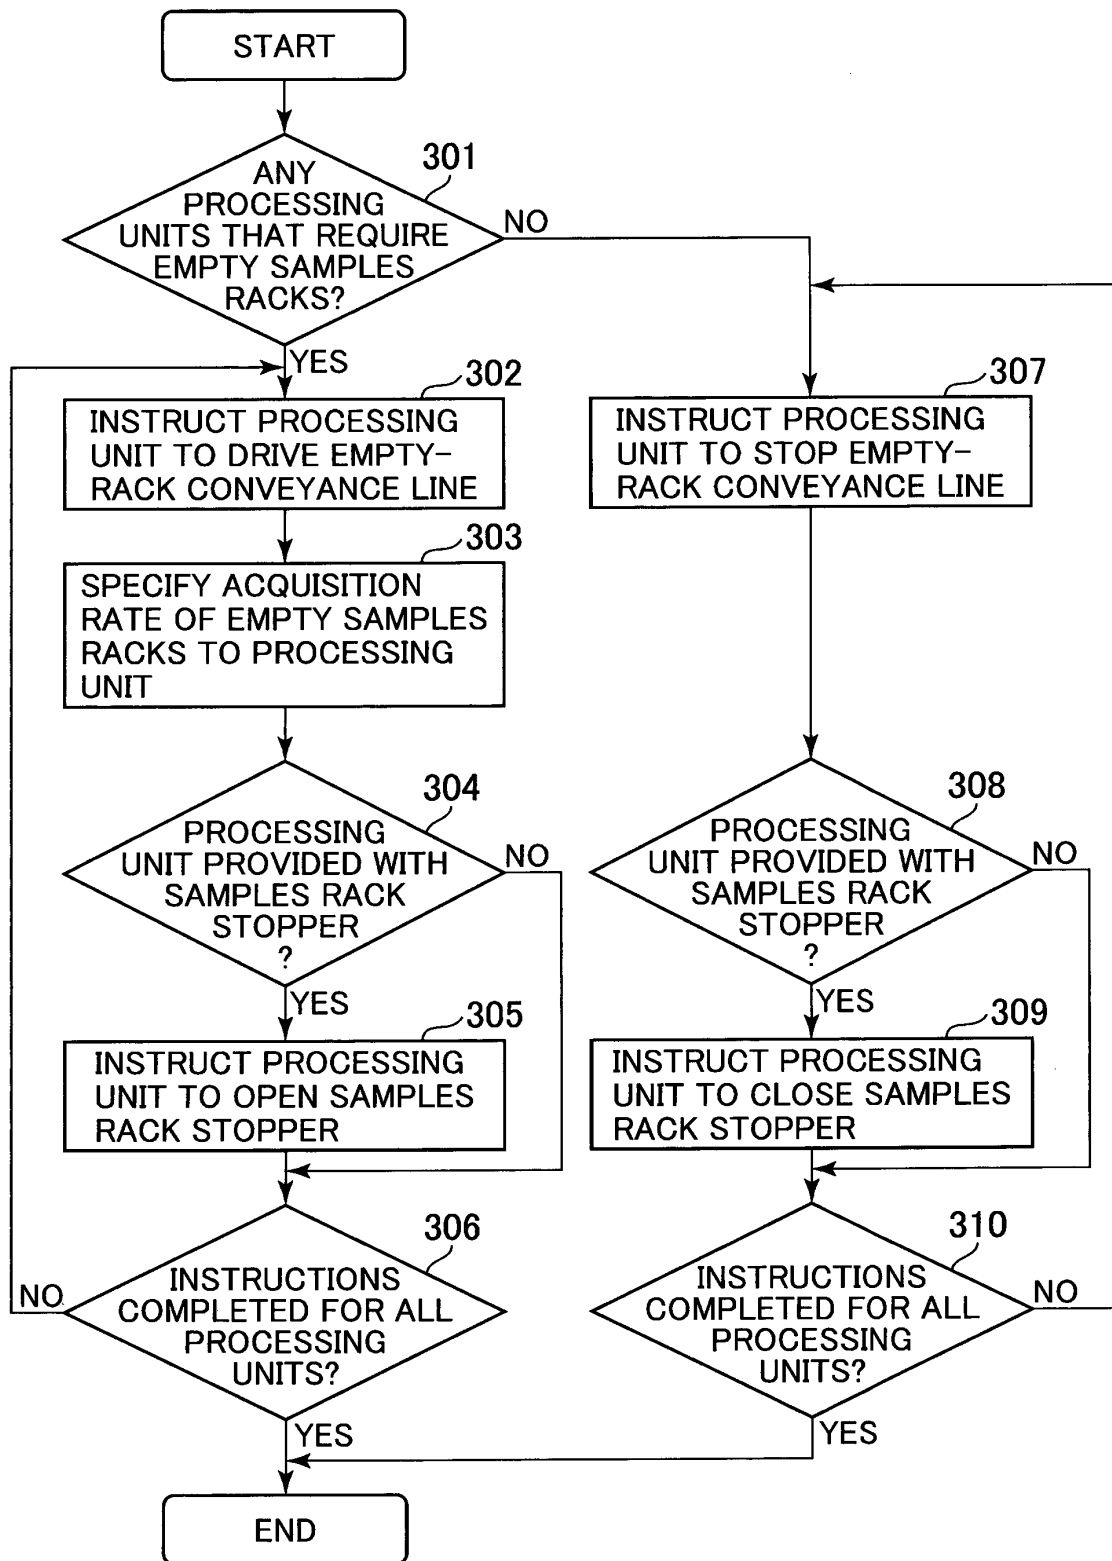 START
301
ANY
PROCESSING
UNITS THAT REQUIRE
EMPTY SAMPLES
RACKS?
NO
YES
302
INSTRUCT PROCESSING
UNIT TO DRIVE EMPTY-
RACK CONVEYANCE LINE
303
SPECIFY ACQUISITION
RATE OF EMPTY SAMPLES
RACKS TO PROCESSING
UNIT
304
PROCESSING
UNIT PROVIDED WITH
SAMPLES RACK
STOPPER
?
NO
YES
305
INSTRUCT PROCESSING
UNIT TO OPEN SAMPLES
RACK STOPPER
306
INSTRUCTIONS
COMPLETED FOR ALL
PROCESSING
UNITS?
NO
YES
307
INSTRUCT PROCESSING
UNIT TO STOP EMPTY-
RACK CONVEYANCE LINE
308
PROCESSING
UNIT PROVIDED WITH
SAMPLES RACK
STOPPER
?
NO
YES
309
INSTRUCT PROCESSING
UNIT TO CLOSE SAMPLES
RACK STOPPER
310
INSTRUCTIONS
COMPLETED FOR ALL
PROCESSING
UNITS?
NO
YES
END